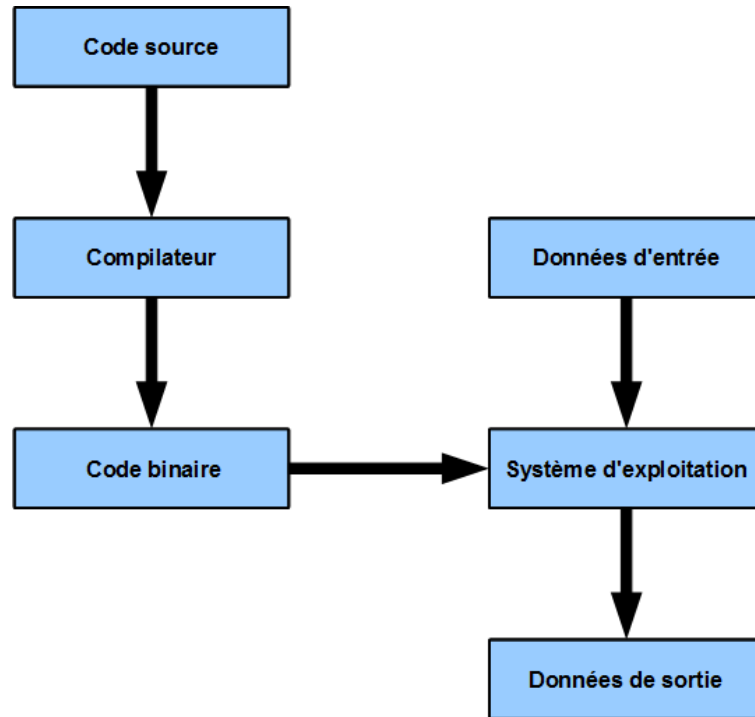 Code source
Compilateur
Données d'entrée
Code binaire
Système d'exploitation
Données de sortie